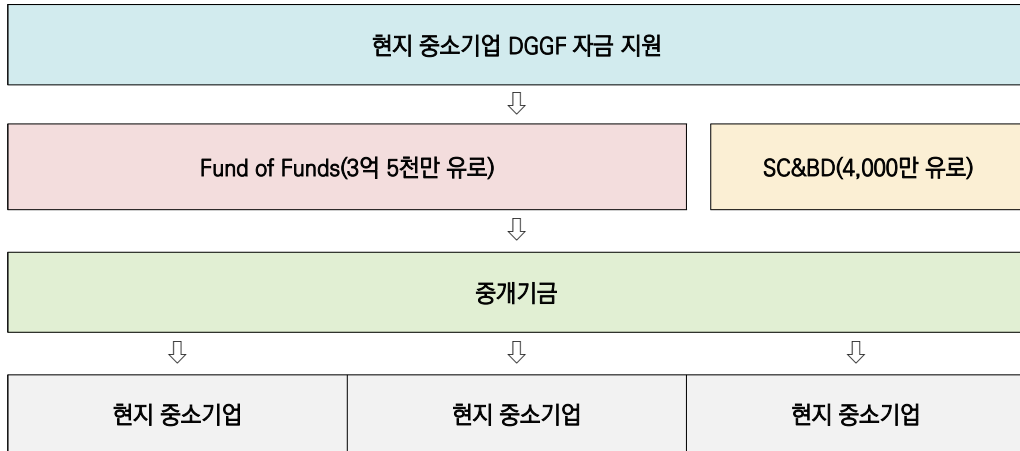 현지 중소기업 DGGF 자금 지원
Fund of Funds(3억 5천만 유로)
SC&BD(4,000만 유로)
중개기금
현지 중소기업
현지 중소기업
현지 중소기업